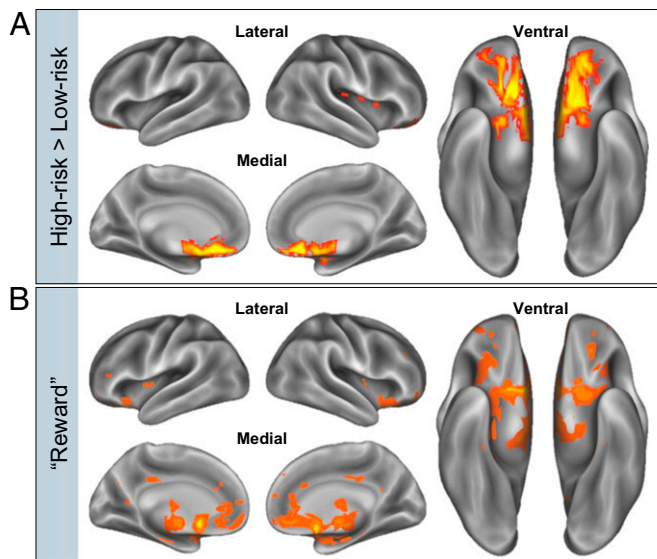 A
High-risk > Low-risk
Lateral
Ventral
Medial
B
“Reward”
Lateral
Ventral
Medial